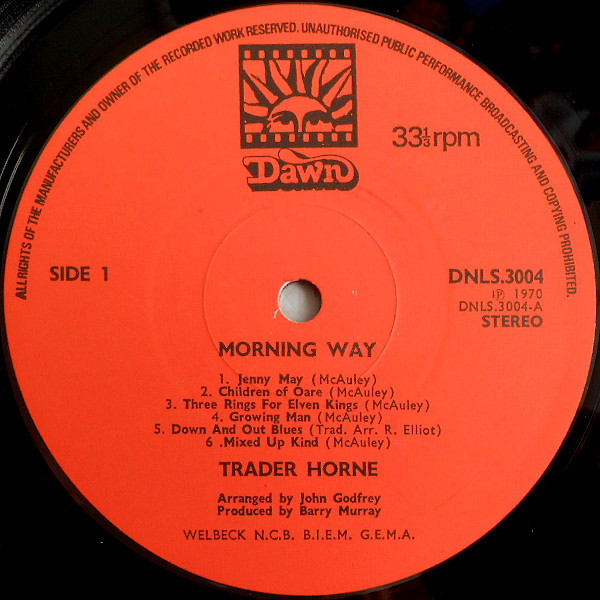 ALL RIGHTS OF THE MANUFACTURERS AND OWNER OF THE RECORDED WORK RESERVED. UNAUTHORISED PUBLIC PERFORMANCE BROADCASTING AND COPYING PROHIBITED.
Dawn
33⅓rpm
SIDE 1
DNLS.3004
Ⓟ 1970
DNLS.3004-A
STEREO
MORNING WAY
1. Jenny May (McAuley)
2. Children of Oare (McAuley)
3. Three Rings For Elven Kings (McAuley)
4. Growing Man (McAuley)
5. Down And Out Blues (Trad. Arr. R. Elliot)
6 .Mixed Up Kind (McAuley)
TRADER HORNE
Arranged by John Godfrey
Produced by Barry Murray
WELBECK N.C.B. B.I.E.M. G.E.M.A.